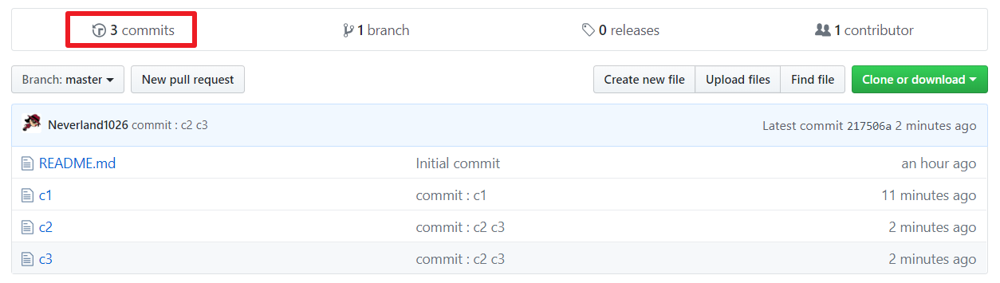 3 commits 1 branch 0 releases 1 contributor
Branch: master New pull request Create new file Upload files Find file Clone or download
Neverland1026 commit : c2 c3 Latest commit 217506a 2 minutes ago
README.md Initial commit an hour ago
c1 commit : c1 11 minutes ago
c2 commit : c2 c3 2 minutes ago
c3 commit : c2 c3 2 minutes ago